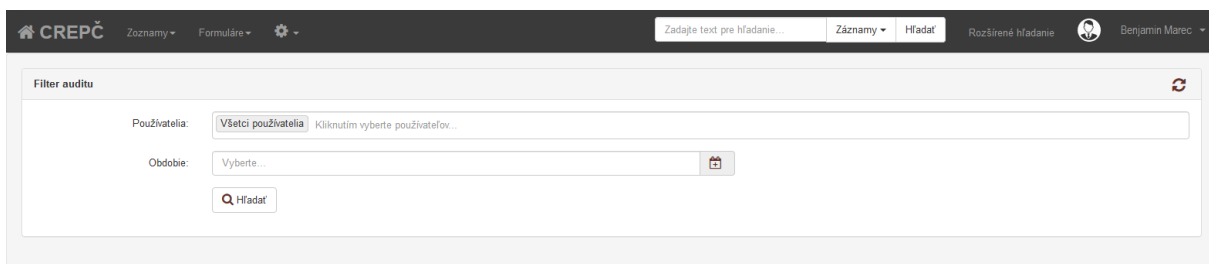 CREPČ Zoznamy Formuláre Zadajte text pre hľadanie... Záznamy Hľadať Rozšírené hľadanie Benjamin Marec
Filter auditu
Používatelia: Všetci používatelia Kliknutím vyberte používateľov...
Obdobie: Vyberte...
Hľadať